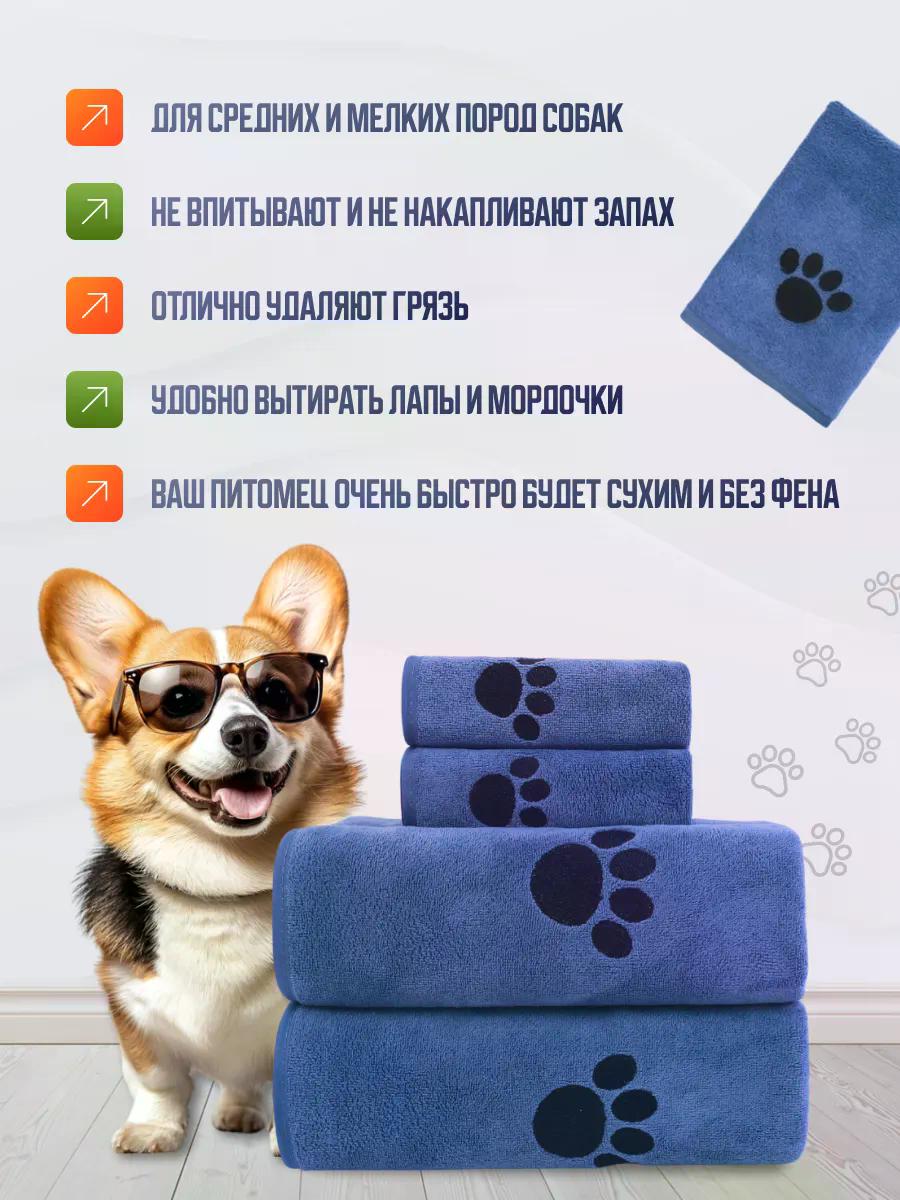 ДЛЯ СРЕДНИХ И МЕЛКИХ ПОРОД СОБАК
НЕ ВПИТЫВАЮТ И НЕ НАКАПЛИВАЮТ ЗАПАХ
ОТЛИЧНО УДАЛЯЮТ ГРЯЗЬ
УДОБНО ВЫТИРАТЬ ЛАПЫ И МОРДОЧКИ
ВАШ ПИТОМЕЦ ОЧЕНЬ БЫСТРО БУДЕТ СУХИМ И БЕЗ ФЕНА